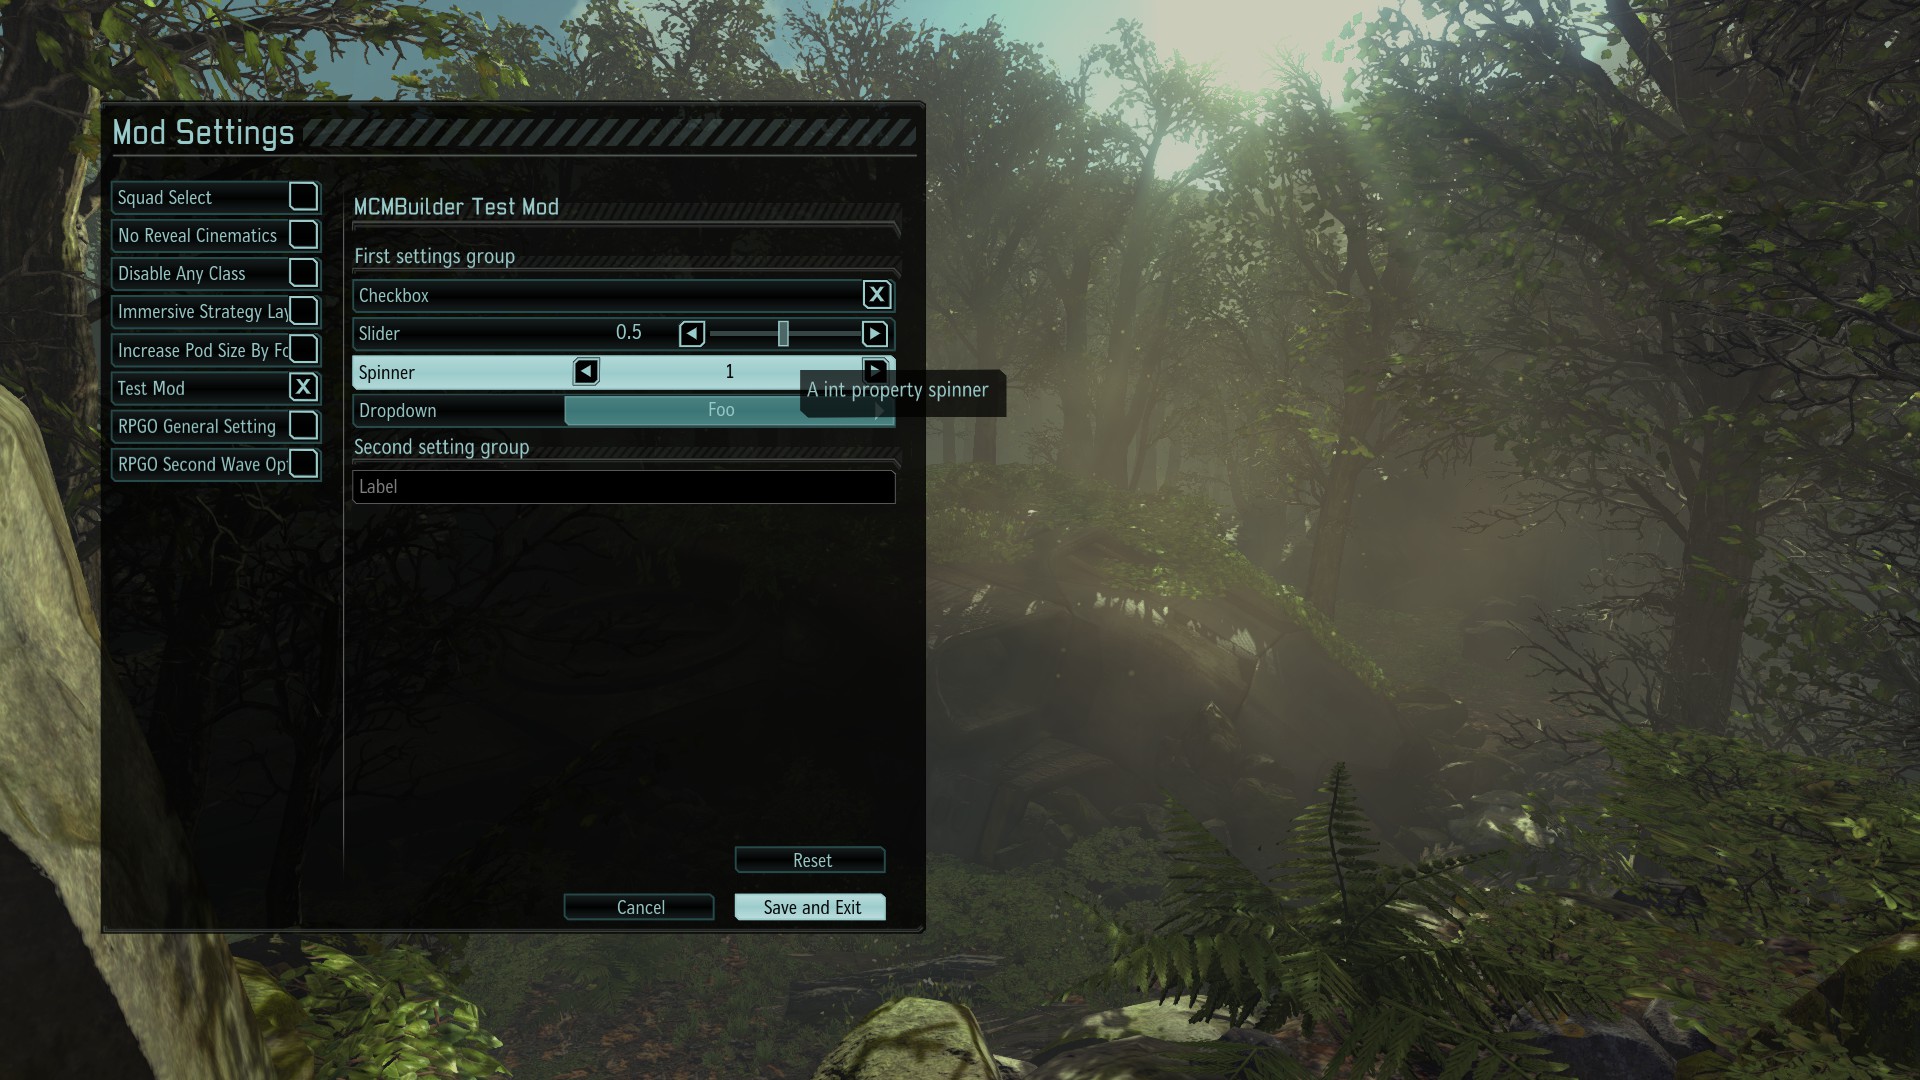 Mod Settings
Squad Select
No Reveal Cinematics
Disable Any Class
Immersive Strategy Lay
Increase Pod Size By Fo
Test Mod X
RPGO General Setting
RPGO Second Wave Opt
MCMBuilder Test Mod
First settings group
Checkbox X
Slider 0.5
Spinner 1
A int property spinner
Dropdown Foo
Second setting group
Label
Reset
Cancel
Save and Exit